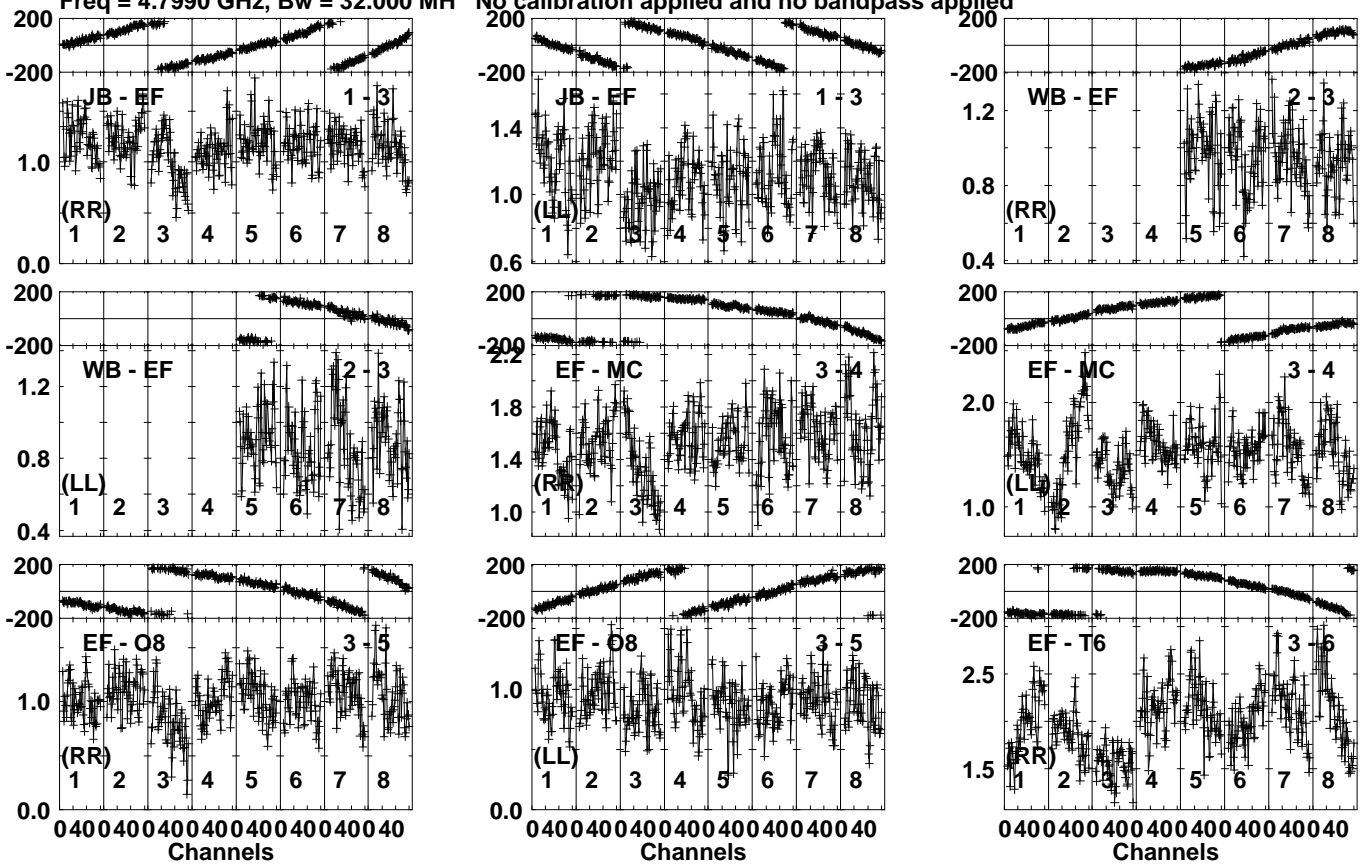 Freq = 4.7990 GHz, Bw = 32.000 MH No calibration applied and no bandpass applied
200
-200
JB - EF 1 - 3
1.0
(RR)
1 2 3 4 5 6 7 8
0.0
200
-200
JB - EF 1 - 3
1.4
1.0
(LL)
1 2 3 4 5 6 7 8
0.6
200
-200
WB - EF 2 - 3
1.2
0.8
(RR)
1 2 3 4 5 6 7 8
0.4
200
-200
WB - EF 2 - 3
1.2
0.8
(LL)
1 2 3 4 5 6 7 8
0.4
200
-200
2.2
EF - MC 3 - 4
1.8
1.4
(RR)
1 2 3 4 5 6 7 8
1.0
200
-200
EF - MC 3 - 4
2.0
(LL)
1.0
1 2 3 4 5 6 7 8
200
-200
EF - O8 3 - 5
1.0
(RR)
1 2 3 4 5 6 7 8
0.0
0 40 0 40 0 40 0 40 0 40 0 40 0 40 0 40
Channels
200
-200
EF - O8 3 - 5
1.0
(LL)
1 2 3 4 5 6 7 8
0.0
0 40 0 40 0 40 0 40 0 40 0 40 0 40 0 40
Channels
200
-200
EF - T6 3 - 6
2.5
(RR)
1.5
1 2 3 4 5 6 7 8
0 40 0 40 0 40 0 40 0 40 0 40 0 40 0 40
Channels